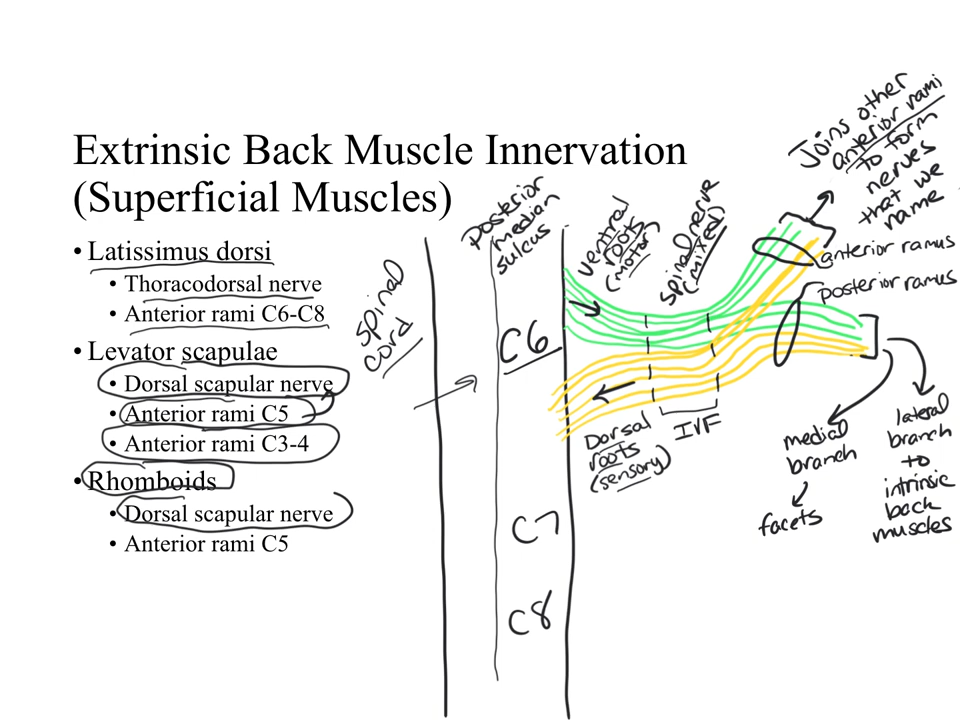 Extrinsic Back Muscle Innervation
(Superficial Muscles)
• Latissimus dorsi
• Thoracodorsal nerve
• Anterior rami C6-C8
• Levator scapulae
• Dorsal scapular nerve
• Anterior rami C5
• Anterior rami C3-4
• Rhomboids
• Dorsal scapular nerve
• Anterior rami C5
spinal
cord
posterior
median
sulcus
C6
C7
C8
ventral
roots
(motor)
spinal nerve
(mixed)
Dorsal
roots
(sensory)
IVF
Joins other
anterior rami
to form
nerves
that we
name
anterior ramus
posterior ramus
medial
branch
facets
lateral
branch
to
intrinsic
back
muscles